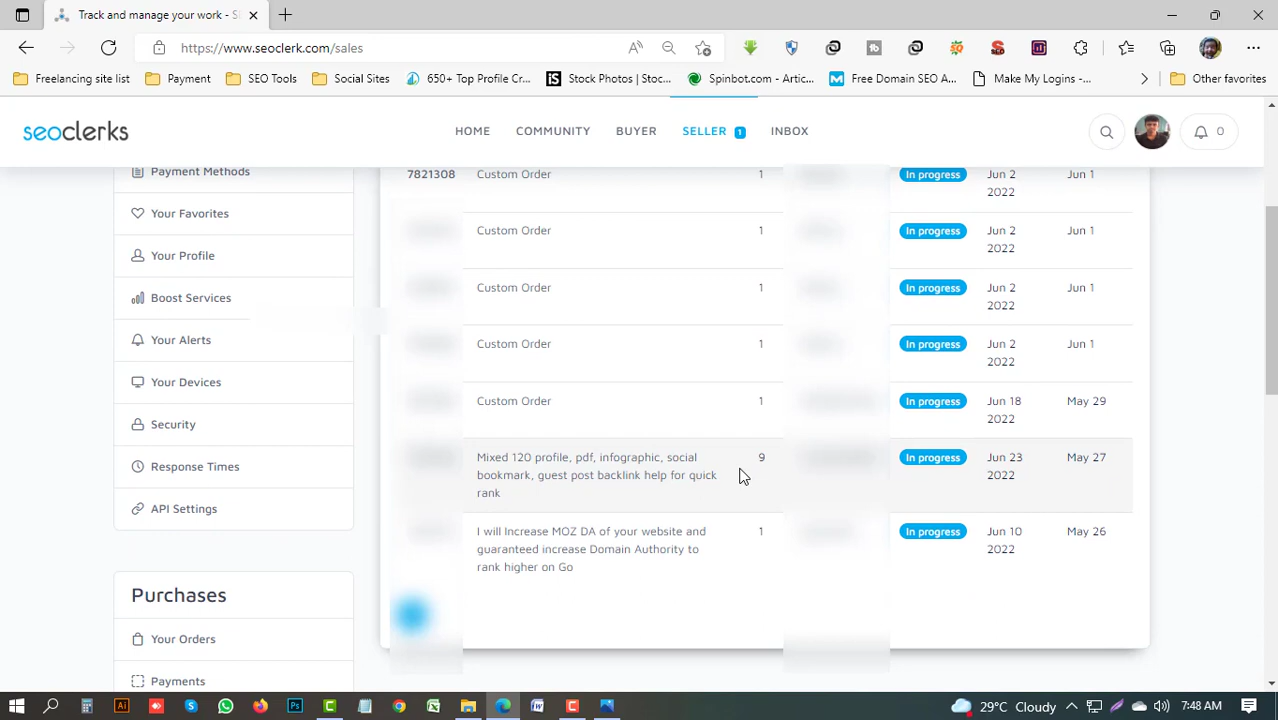 Track and manage your work - S
https://www.seoclerk.com/sales
Freelancing site list
Payment
SEO Tools
Social Sites
650+ Top Profile Cr...
Stock Photos | Stoc...
Spinbot.com - Artic...
Free Domain SEO A...
Make My Logins -...
Other favorites
seoclerks
HOME
COMMUNITY
BUYER
SELLER 1
INBOX
0
Payment Methods
Your Favorites
Your Profile
Boost Services
Your Alerts
Your Devices
Security
Response Times
API Settings
Purchases
Your Orders
Payments
7821308 Custom Order 1 In progress Jun 2 Jun 1
2022
Custom Order 1 In progress Jun 2 Jun 1
2022
Custom Order 1 In progress Jun 2 Jun 1
2022
Custom Order 1 In progress Jun 2 Jun 1
2022
Custom Order 1 In progress Jun 18 May 29
2022
Mixed 120 profile, pdf, infographic, social 9 In progress Jun 23 May 27
bookmark, guest post backlink help for quick 2022
rank
I will Increase MOZ DA of your website and 1 In progress Jun 10 May 26
guaranteed increase Domain Authority to 2022
rank higher on Go
29°C Cloudy
7:48 AM